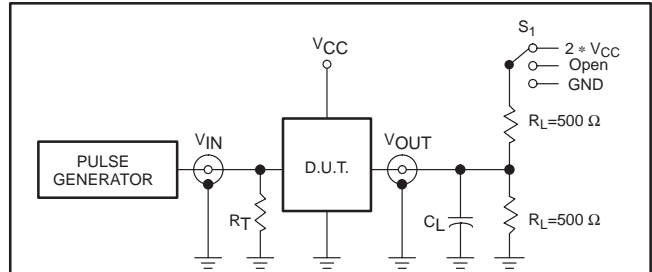 S1
2 * VCC
Open
GND
VCC
RL=500 Ω
VIN
VOUT
PULSE
GENERATOR
D.U.T.
RT
CL
RL=500 Ω